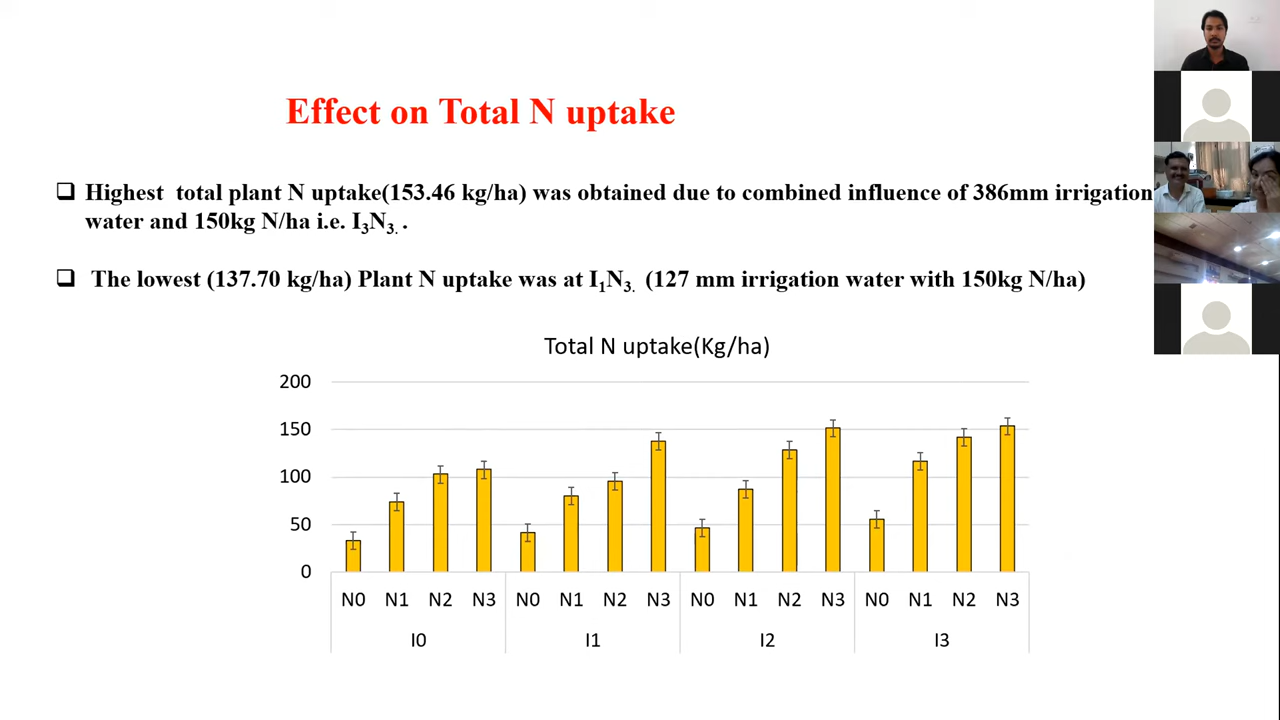 Effect on Total N uptake
❑ Highest total plant N uptake(153.46 kg/ha) was obtained due to combined influence of 386mm irrigation
water and 150kg N/ha i.e. I3N3. .
❑ The lowest (137.70 kg/ha) Plant N uptake was at I1N3. (127 mm irrigation water with 150kg N/ha)
Total N uptake(Kg/ha)
200
150
100
50
0
N0 N1 N2 N3 N0 N1 N2 N3 N0 N1 N2 N3 N0 N1 N2 N3
I0 I1 I2 I3